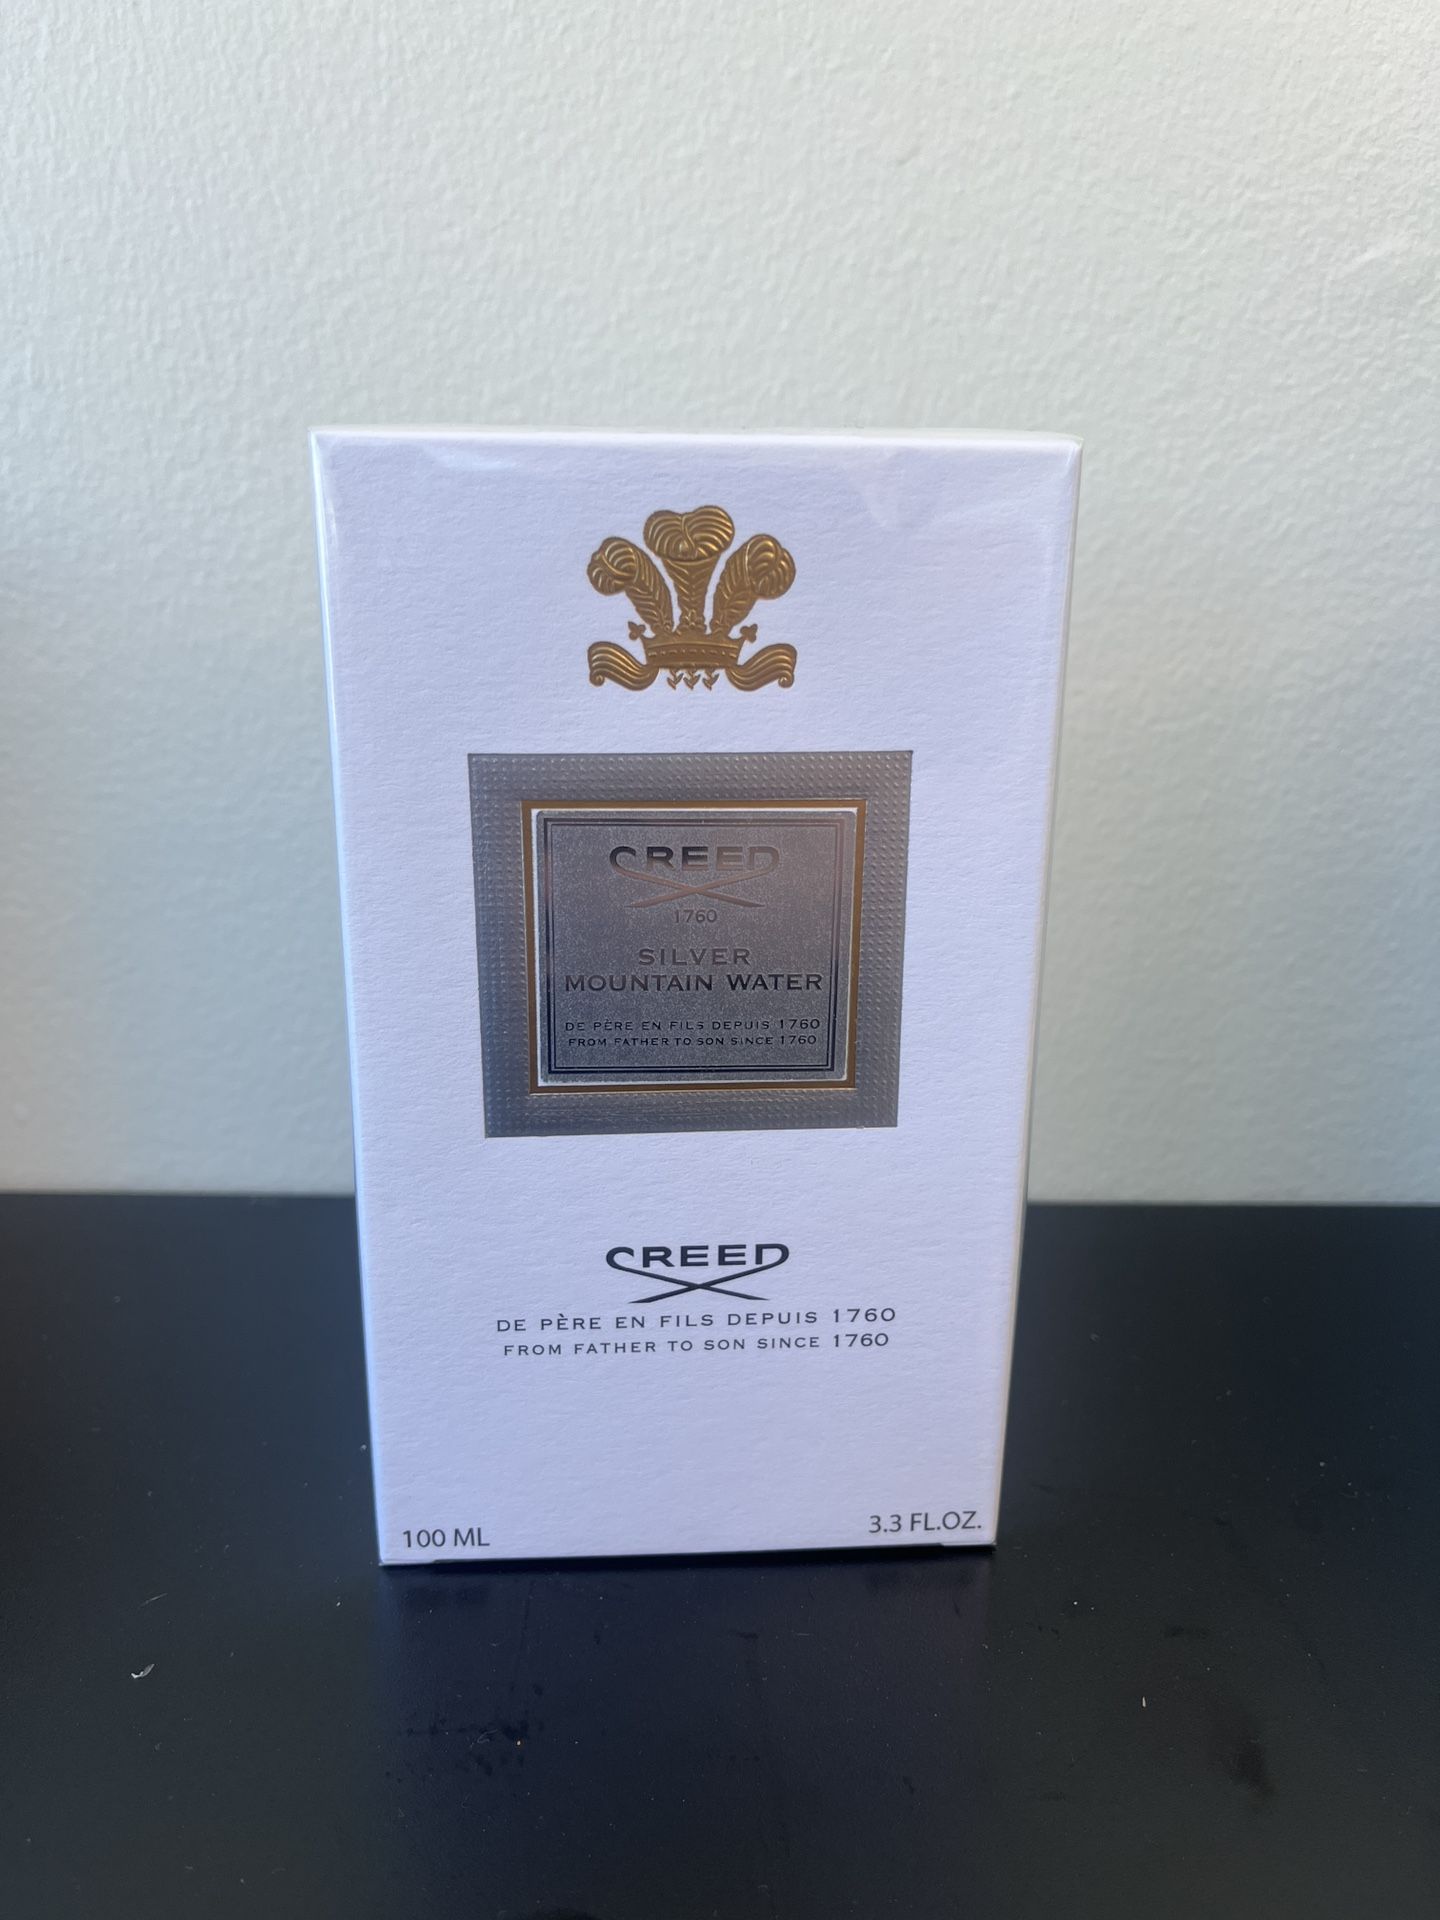 CREED
1760
SILVER
MOUNTAIN WATER
DE PÈRE EN FILS DEPUIS 1760
FROM FATHER TO SON SINCE 1760
CREED
DE PÈRE EN FILS DEPUIS 1760
FROM FATHER TO SON SINCE 1760
100 ML
3.3 FL.OZ.